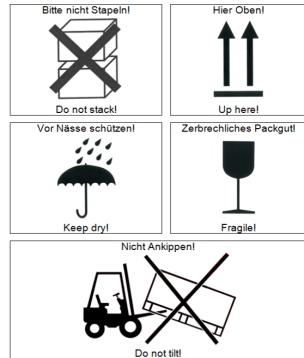 Bitte nicht Stapeln!
Do not stack!
Hier Oben!
Up here!
Vor Nässe schützen!
Keep dry!
Zerbrechliches Packgut!
Fragile!
Nicht Ankippen!
Do not tilt!